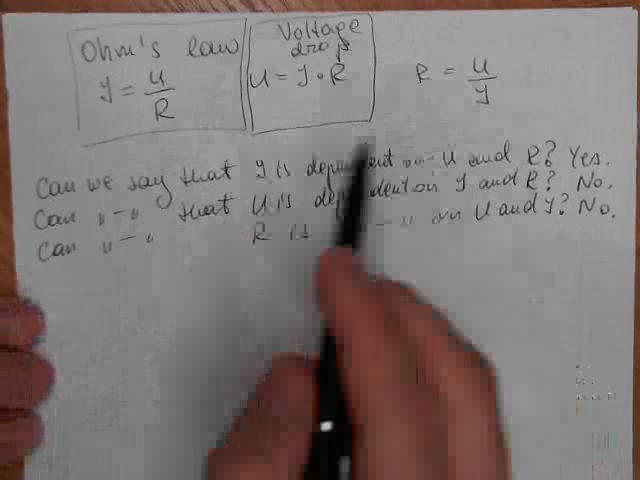 Ohm's law
I = U / R
Voltage drop
U = I · R
R = U / I
Can we say that I is dependent on U and R? Yes.
Can "–" that U is dependent on I and R? No.
Can "–" R is –" on U and I? No.